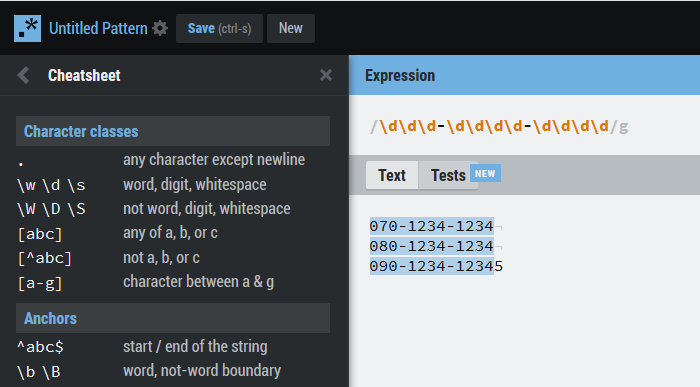 .* Untitled Pattern Save (ctrl-s) New
Cheatsheet
Character classes
. any character except newline
\w \d \s word, digit, whitespace
\W \D \S not word, digit, whitespace
[abc] any of a, b, or c
[^abc] not a, b, or c
[a-g] character between a & g
Anchors
^abc$ start / end of the string
\b \B word, not-word boundary
Expression
/\d\d\d-\d\d\d\d-\d\d\d\d/g
Text Tests NEW
070-1234-1234¬
080-1234-1234¬
090-1234-12345